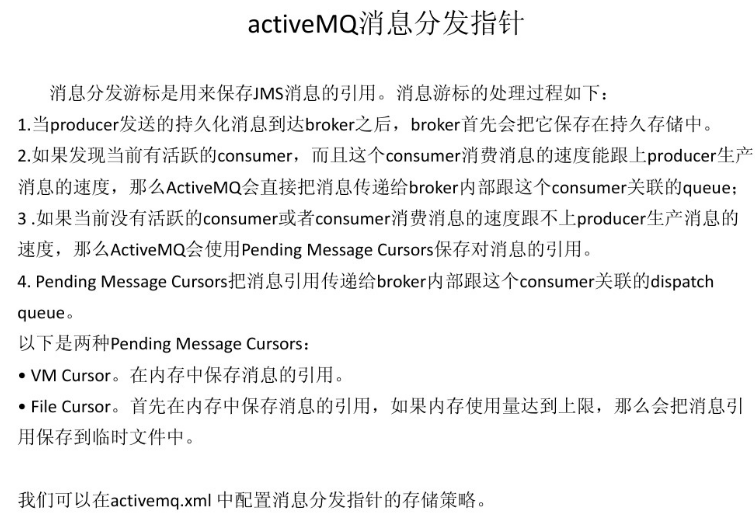 activeMQ消息分发指针
消息分发游标是用来保存JMS消息的引用。消息游标的处理过程如下：
1.当producer发送的持久化消息到达broker之后，broker首先会把它保存在持久存储中。
2.如果发现当前有活跃的consumer，而且这个consumer消费消息的速度能跟上producer生产
消息的速度，那么ActiveMQ会直接把消息传递给broker内部跟这个consumer关联的queue；
3 .如果当前没有活跃的consumer或者consumer消费消息的速度跟不上producer生产消息的
速度，那么ActiveMQ会使用Pending Message Cursors保存对消息的引用。
4. Pending Message Cursors把消息引用传递给broker内部跟这个consumer关联的dispatch
queue。
以下是两种Pending Message Cursors：
• VM Cursor。在内存中保存消息的引用。
• File Cursor。首先在内存中保存消息的引用，如果内存使用量达到上限，那么会把消息引
用保存到临时文件中。
我们可以在activemq.xml 中配置消息分发指针的存储策略。